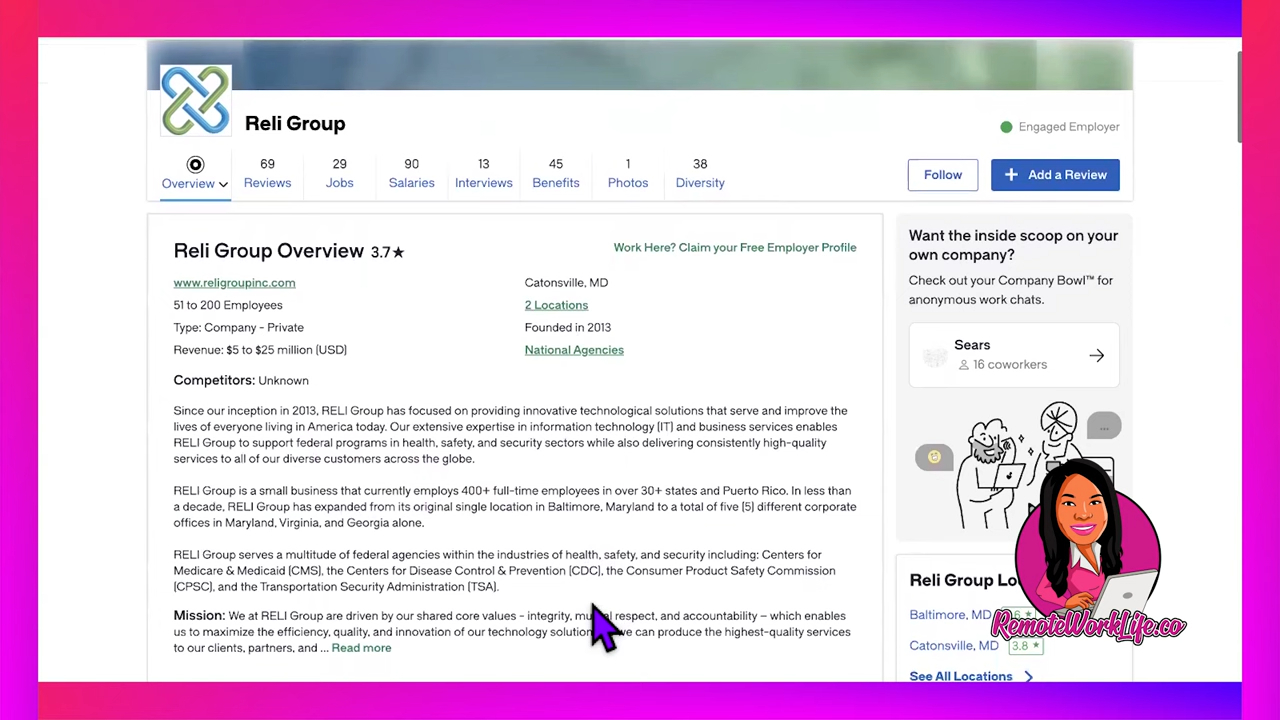 Reli Group
Engaged Employer
Overview
69
Reviews
29
Jobs
90
Salaries
13
Interviews
45
Benefits
1
Photos
38
Diversity
Follow
+ Add a Review
Reli Group Overview 3.7★
Work Here? Claim your Free Employer Profile
www.religroupinc.com
Catonsville, MD
51 to 200 Employees
2 Locations
Type: Company - Private
Founded in 2013
Revenue: $5 to $25 million (USD)
National Agencies
Competitors: Unknown
Since our inception in 2013, RELI Group has focused on providing innovative technological solutions that serve and improve the
lives of everyone living in America today. Our extensive expertise in information technology (IT) and business services enables
RELI Group to support federal programs in health, safety, and security sectors while also delivering consistently high-quality
services to all of our diverse customers across the globe.
RELI Group is a small business that currently employs 400+ full-time employees in over 30+ states and Puerto Rico. In less than
a decade, RELI Group has expanded from its original single location in Baltimore, Maryland to a total of five (5) different corporate
offices in Maryland, Virginia, and Georgia alone.
RELI Group serves a multitude of federal agencies within the industries of health, safety, and security including: Centers for
Medicare & Medicaid (CMS), the Centers for Disease Control & Prevention (CDC), the Consumer Product Safety Commission
(CPSC), and the Transportation Security Administration (TSA).
Mission: We at RELI Group are driven by our shared core values - integrity, respect, and accountability – which enables
us to maximize the efficiency, quality, and innovation of our technology we can produce the highest-quality services
to our clients, partners, and ... Read more
Want the inside scoop on your
own company?
Check out your Company Bowl™ for
anonymous work chats.
Sears
16 coworkers
...
Reli Group
Baltimore, MD
Catonsville, MD 3.8 ★
See All Locations
RemoteWorkLife.co